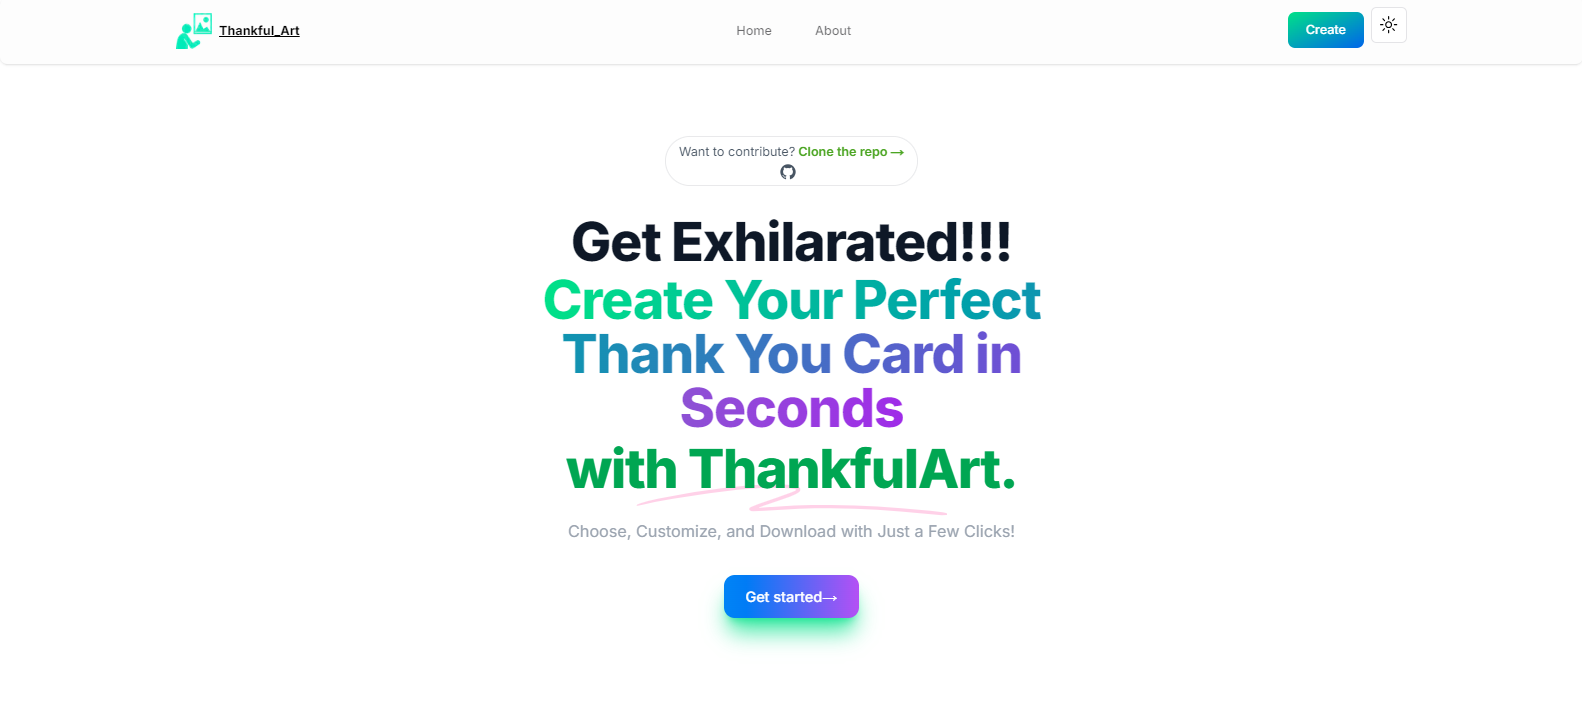 Thankful_Art
Home
About
Create
Want to contribute? Clone the repo →
Get Exhilarated!!!
Create Your Perfect
Thank You Card in
Seconds
with ThankfulArt.
Choose, Customize, and Download with Just a Few Clicks!
Get started→